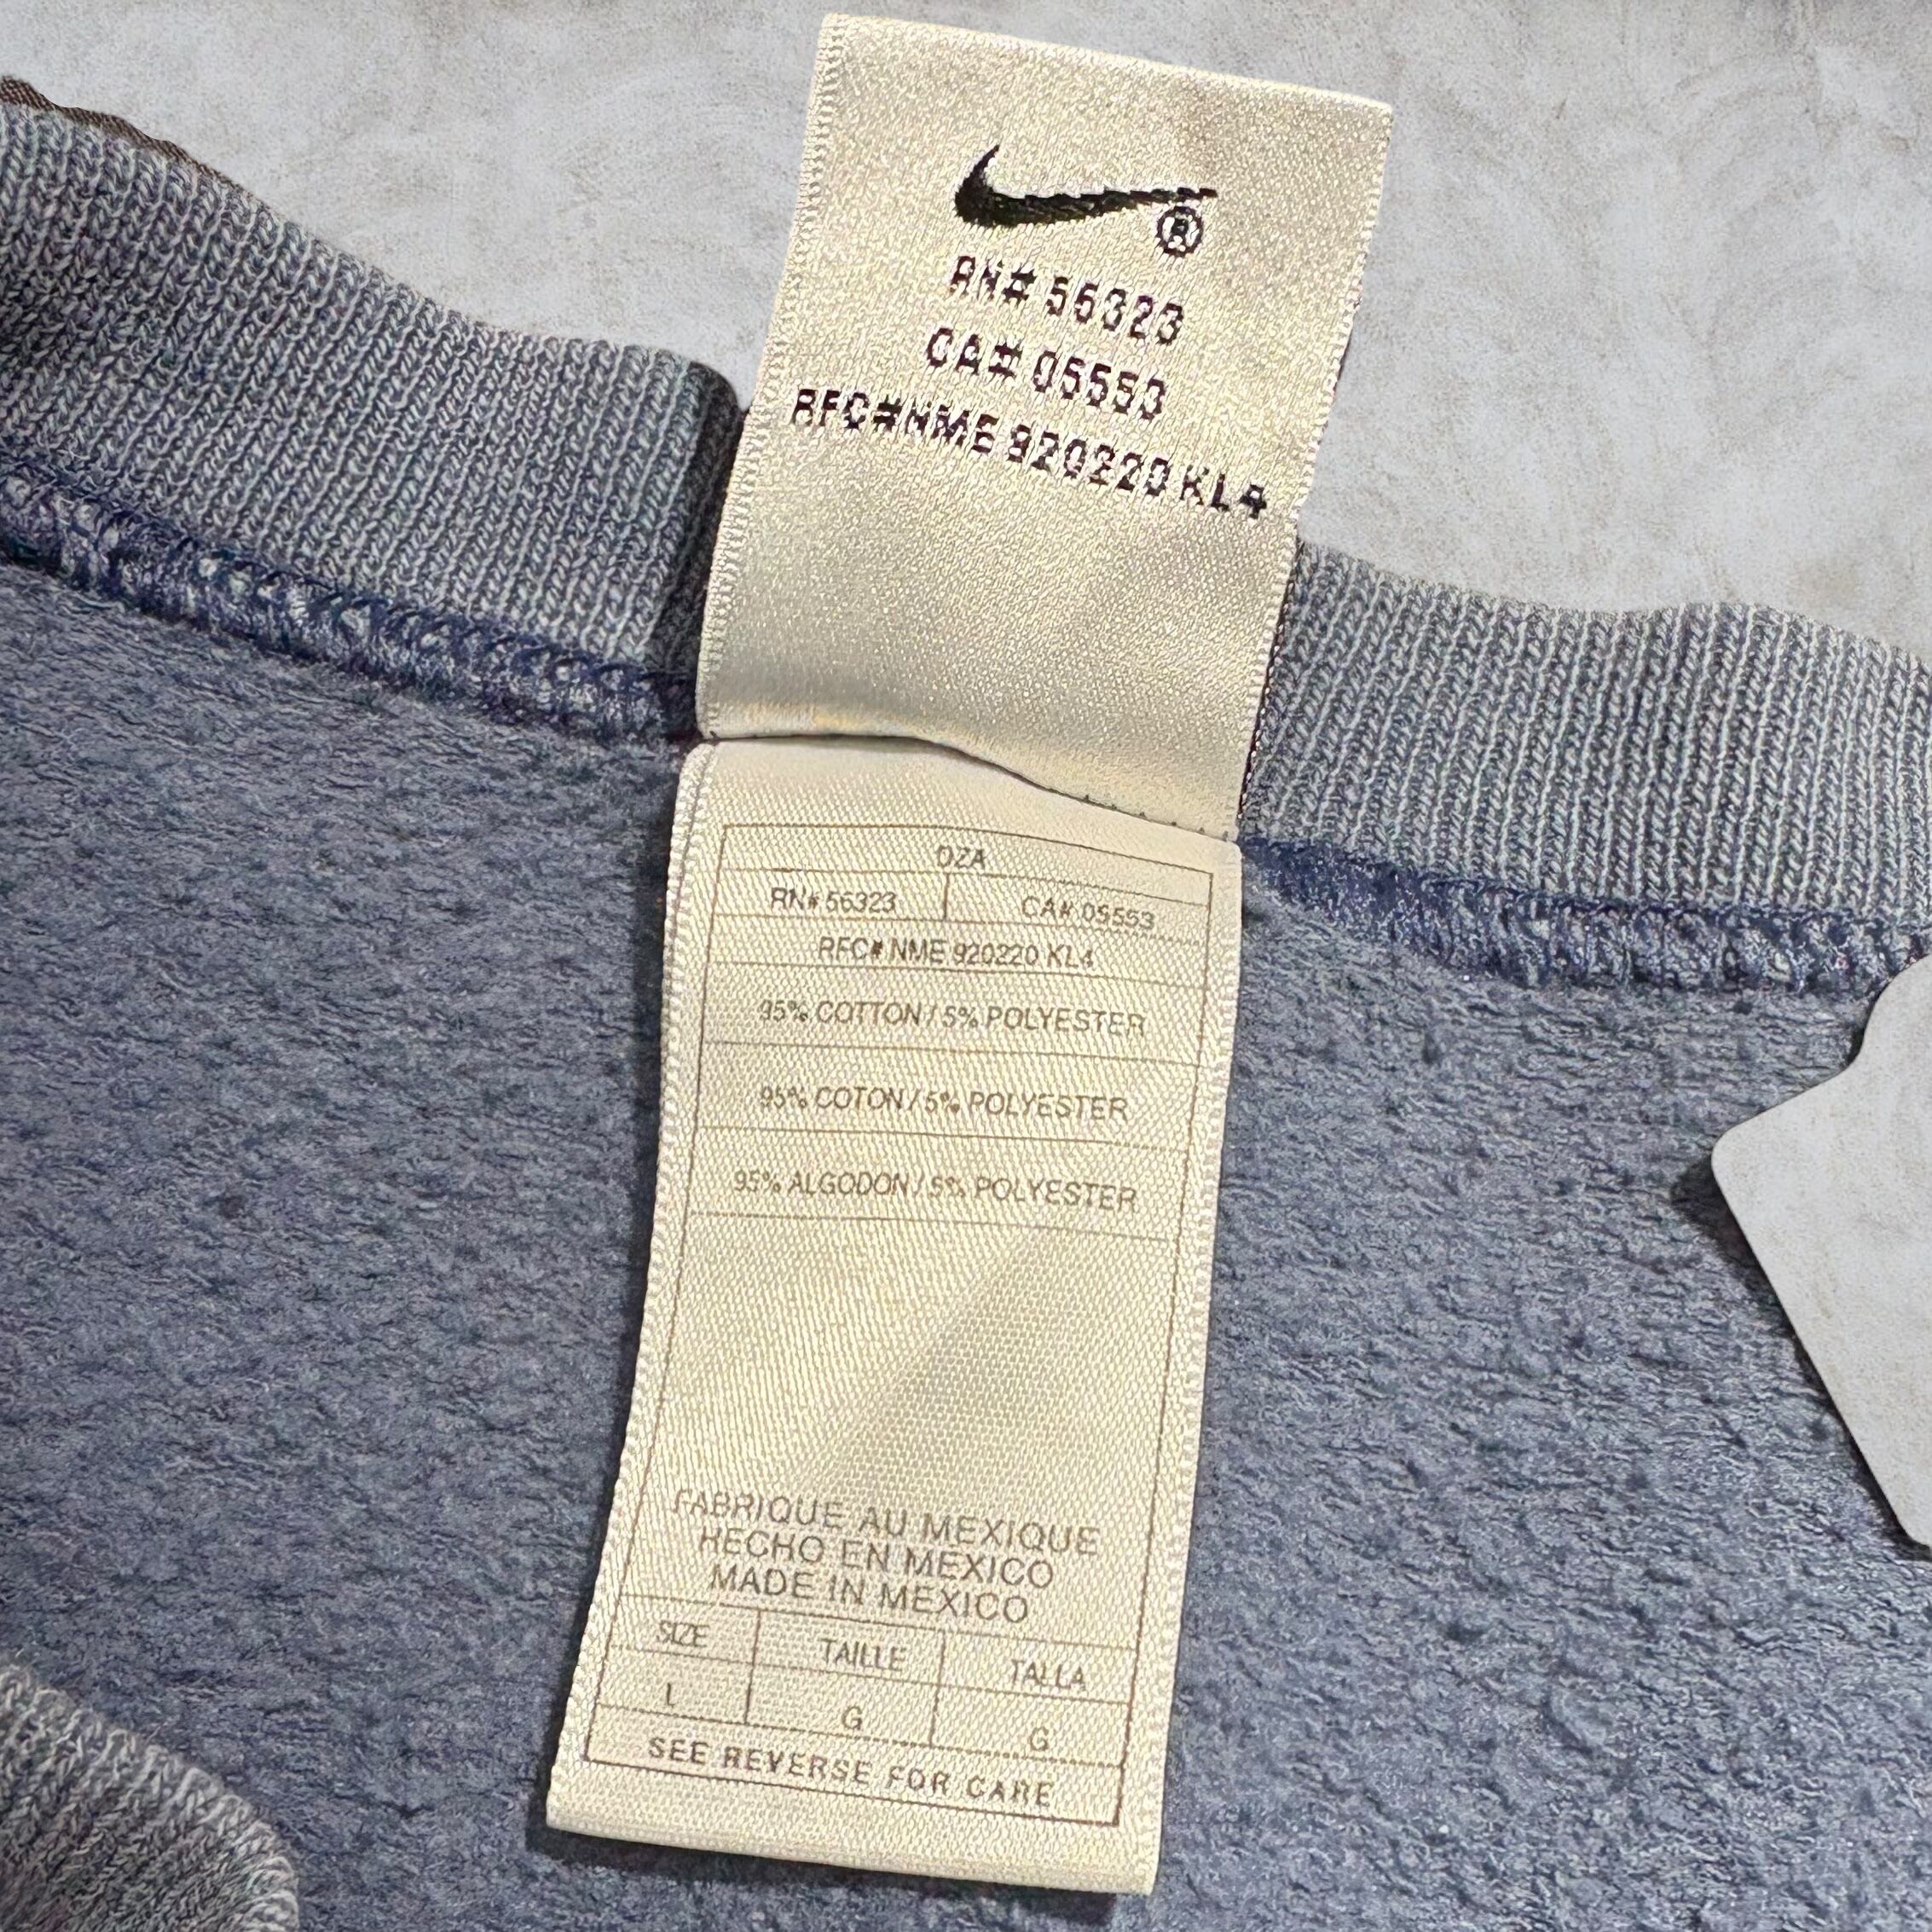 ®
RN# 56323
CA# 05553
RFC# NME 920220 KL4
OZA
RN# 56323 CA# 05553
RFC# NME 920220 KL4
95% COTTON / 5% POLYESTER
95% COTON / 5% POLYESTER
95% ALGODON / 5% POLYESTER
FABRIQUE AU MEXIQUE
HECHO EN MEXICO
MADE IN MEXICO
SIZE TAILLE TALLA
L G G
SEE REVERSE FOR CARE